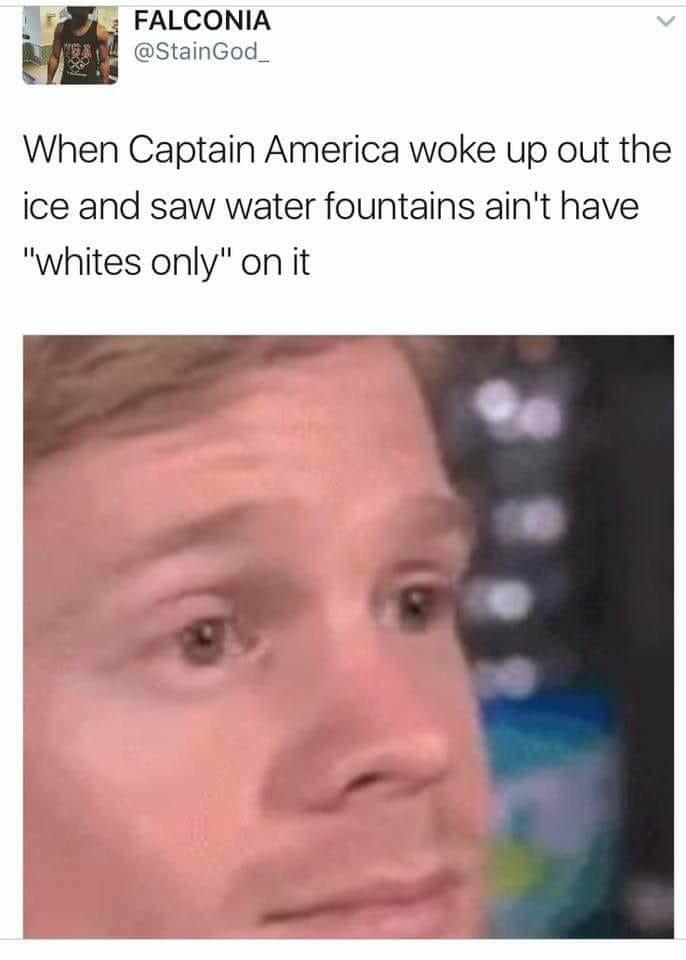 FALCONIA
@StainGod_
When Captain America woke up out the
ice and saw water fountains ain't have
"whites only" on it
USA